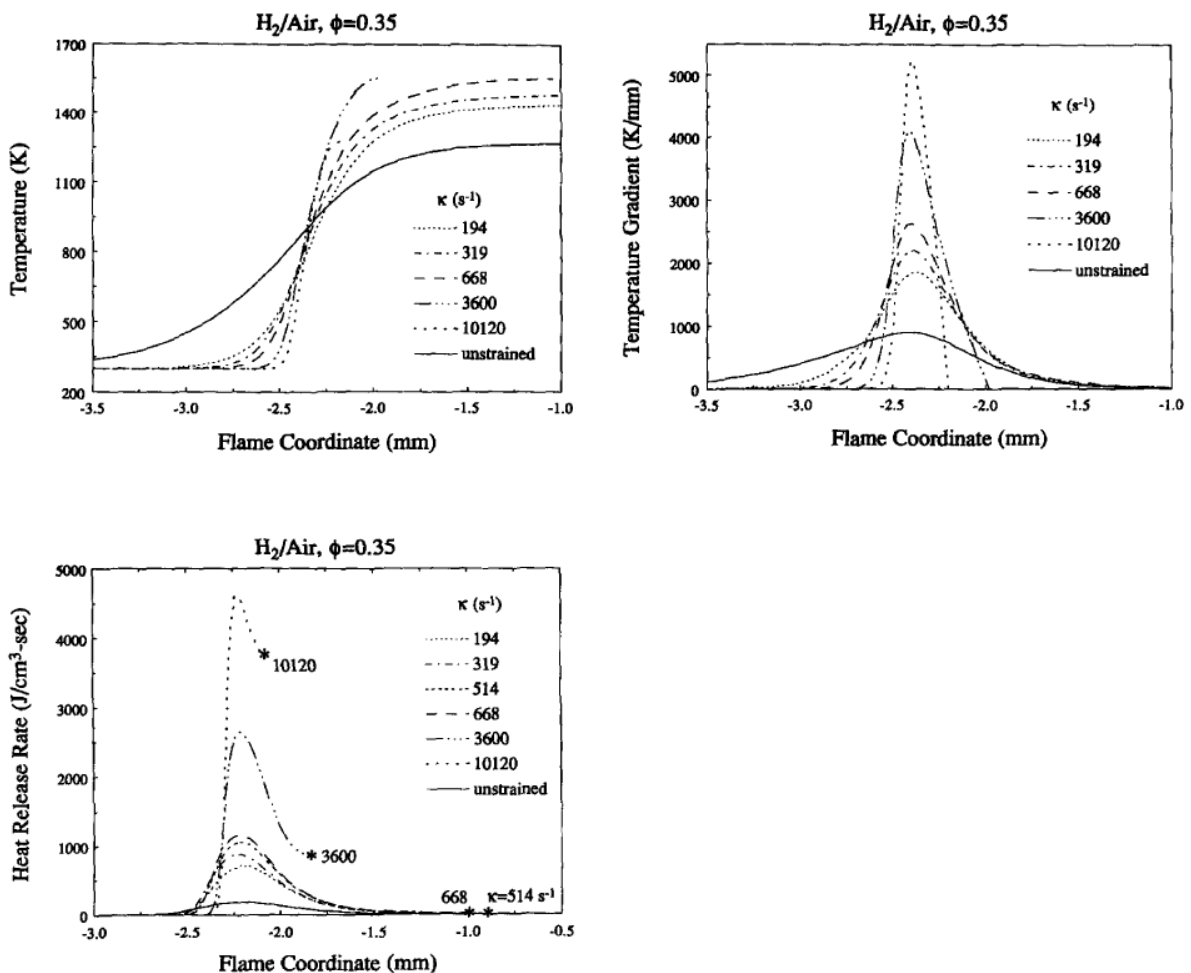 H₂/Air, ϕ=0.35
Temperature (K)
1700
1400
1100
800
500
200
κ (s⁻¹)
194
319
668
3600
10120
unstrained
-3.5 -3.0 -2.5 -2.0 -1.5 -1.0
Flame Coordinate (mm)
H₂/Air, ϕ=0.35
Temperature Gradient (K/mm)
5000
4000
3000
2000
1000
0
κ (s⁻¹)
194
319
668
3600
10120
unstrained
-3.5 -3.0 -2.5 -2.0 -1.5 -1.0
Flame Coordinate (mm)
H₂/Air, ϕ=0.35
Heat Release Rate (J/cm³-sec)
5000
4000
3000
2000
1000
0
κ (s⁻¹)
194
319
514
668
3600
10120
unstrained
* 10120
* 3600
668 κ=514 s⁻¹
* *
-3.0 -2.5 -2.0 -1.5 -1.0 -0.5
Flame Coordinate (mm)